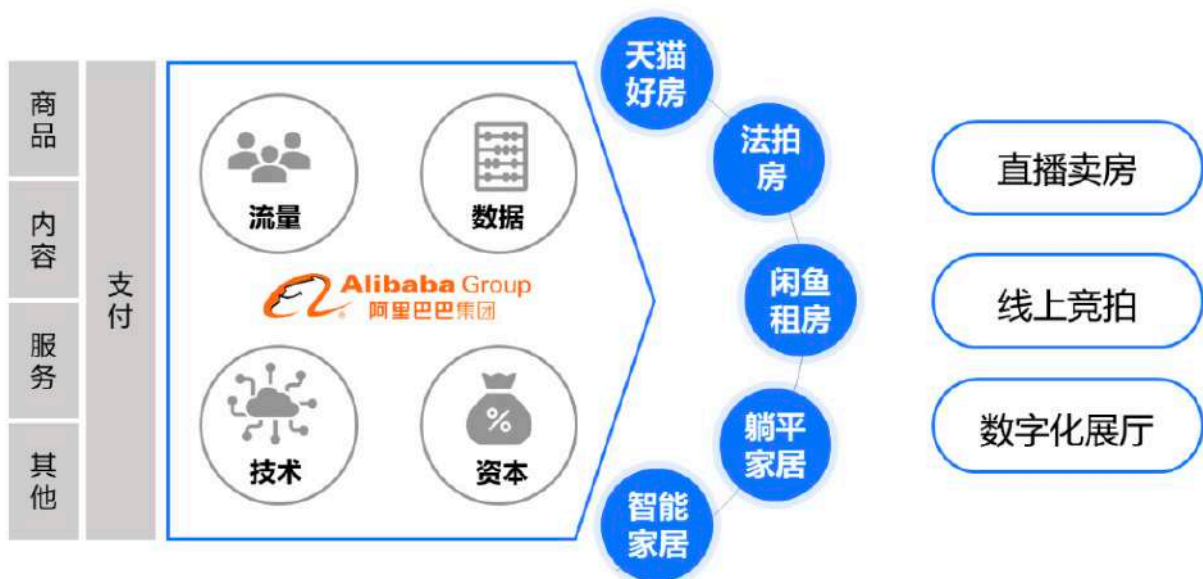 商品
内容
服务
其他
支付
流量
数据
Alibaba Group
阿里巴巴集团
技术
%
资本
天猫
好房
法拍
房
闲鱼
租房
躺平
家居
智能
家居
直播卖房
线上竞拍
数字化展厅